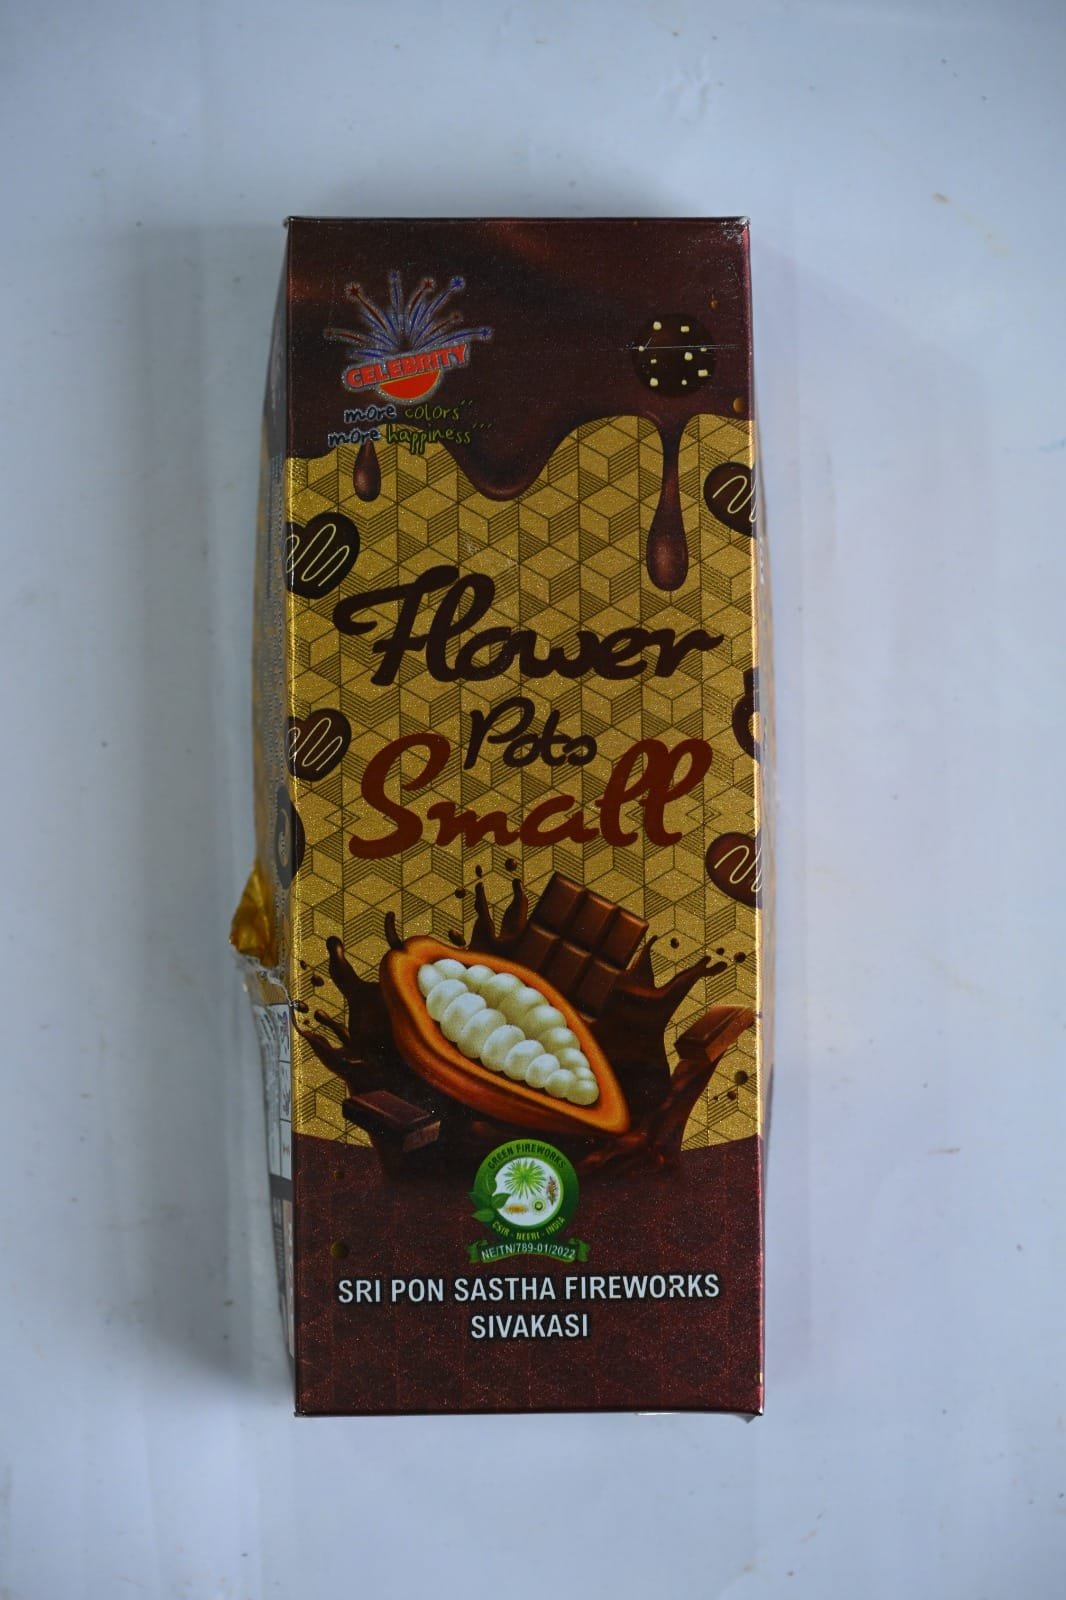 CELEBRITY
more colors''
more happiness'''
Flower
Pots
Small
GREEN FIREWORKS
CSIR - NEERI - INDIA
NE/TN/789-01/2022
SRI PON SASTHA FIREWORKS
SIVAKASI